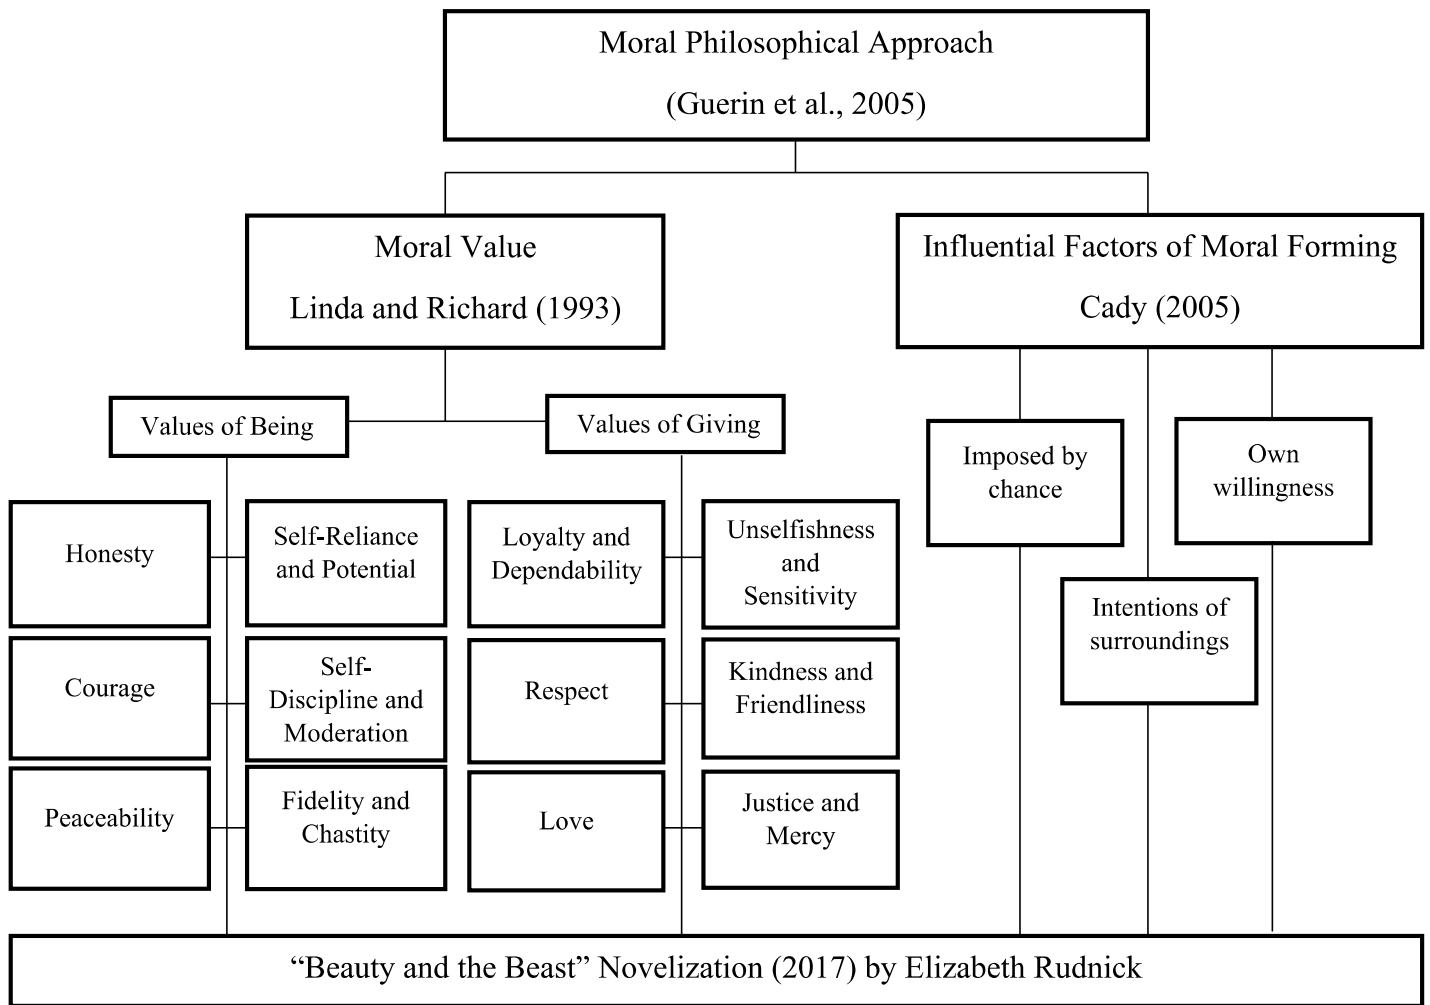 Moral Philosophical Approach
(Guerin et al., 2005)
Moral Value
Linda and Richard (1993)
Influential Factors of Moral Forming
Cady (2005)
Values of Being
Values of Giving
Imposed by
chance
Own
willingness
Intentions of
surroundings
Honesty
Self-Reliance
and Potential
Loyalty and
Dependability
Unselfishness
and
Sensitivity
Courage
Self-
Discipline and
Moderation
Respect
Kindness and
Friendliness
Peaceability
Fidelity and
Chastity
Love
Justice and
Mercy
“Beauty and the Beast” Novelization (2017) by Elizabeth Rudnick